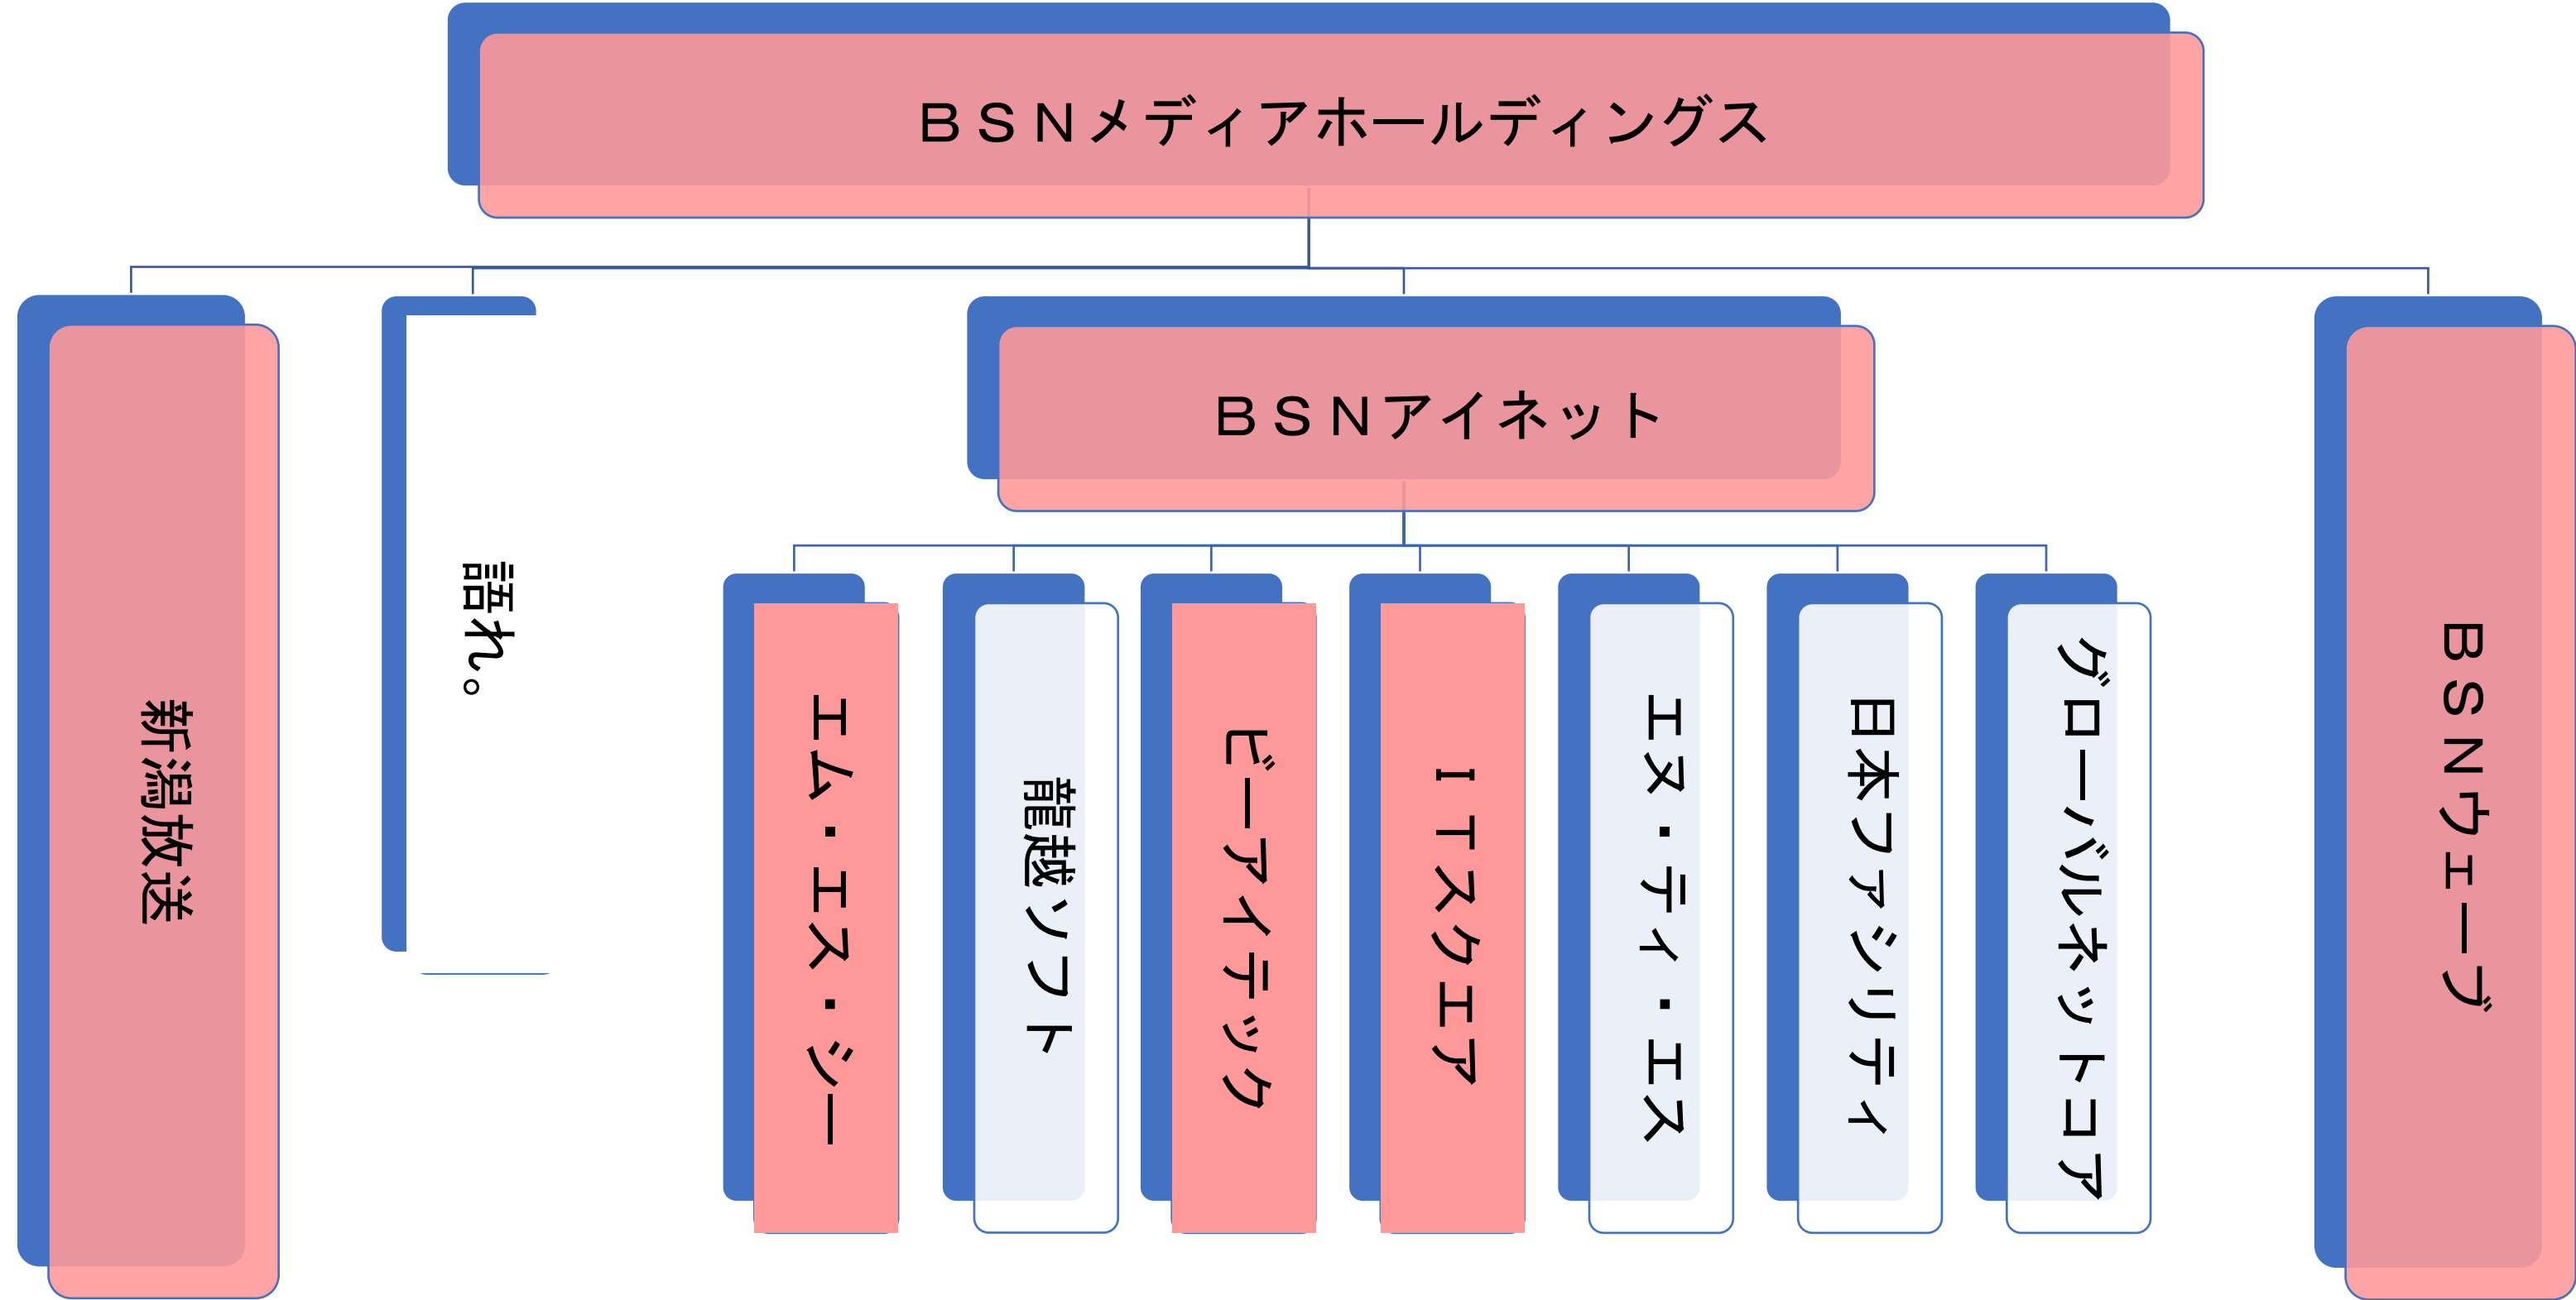 ＢＳＮメディアホールディングス
新潟放送
語れ。
ＢＳＮアイネット
エム・エス・シー
龍越ソフト
ビーアイテック
ＩＴスクエア
エヌ・ティ・エス
日本ファシリティ
グローバルネットコア
ＢＳＮウェーブ